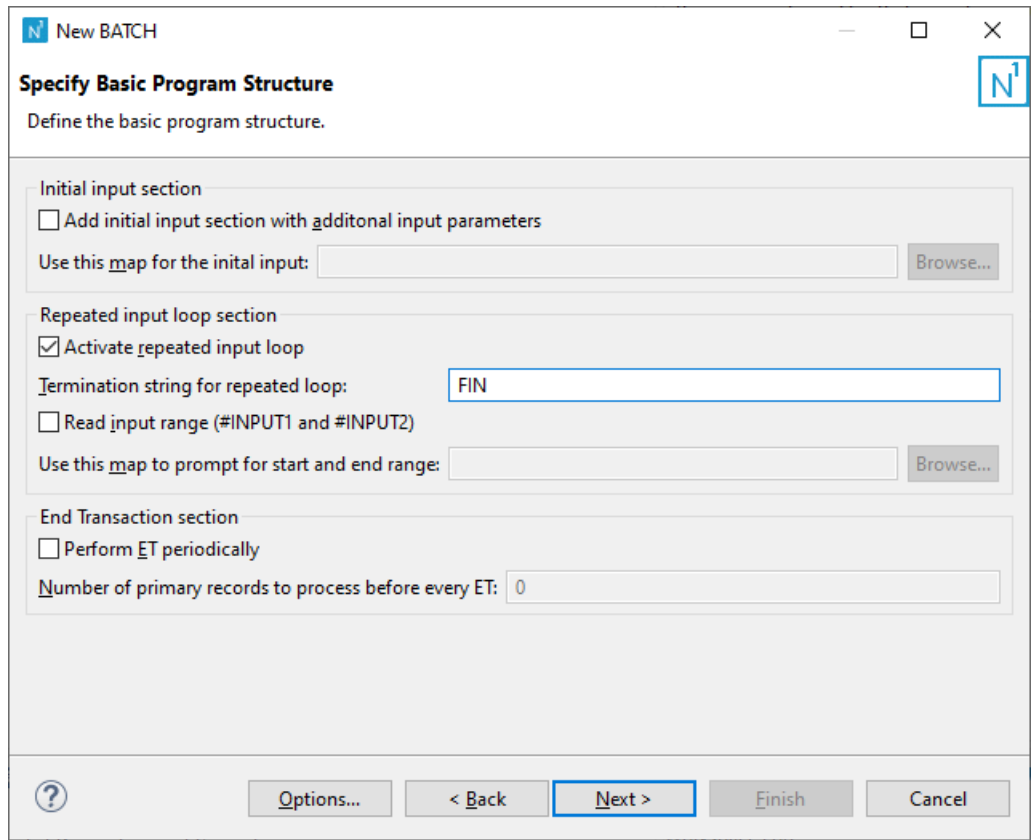 N New BATCH
Specify Basic Program Structure
N1
Define the basic program structure.
Initial input section
Add initial input section with additonal input parameters
Use this map for the inital input: Browse...
Repeated input loop section
Activate repeated input loop
Termination string for repeated loop: FIN
Read input range (#INPUT1 and #INPUT2)
Use this map to prompt for start and end range: Browse...
End Transaction section
Perform ET periodically
Number of primary records to process before every ET: 0
? Options... < Back Next > Finish Cancel